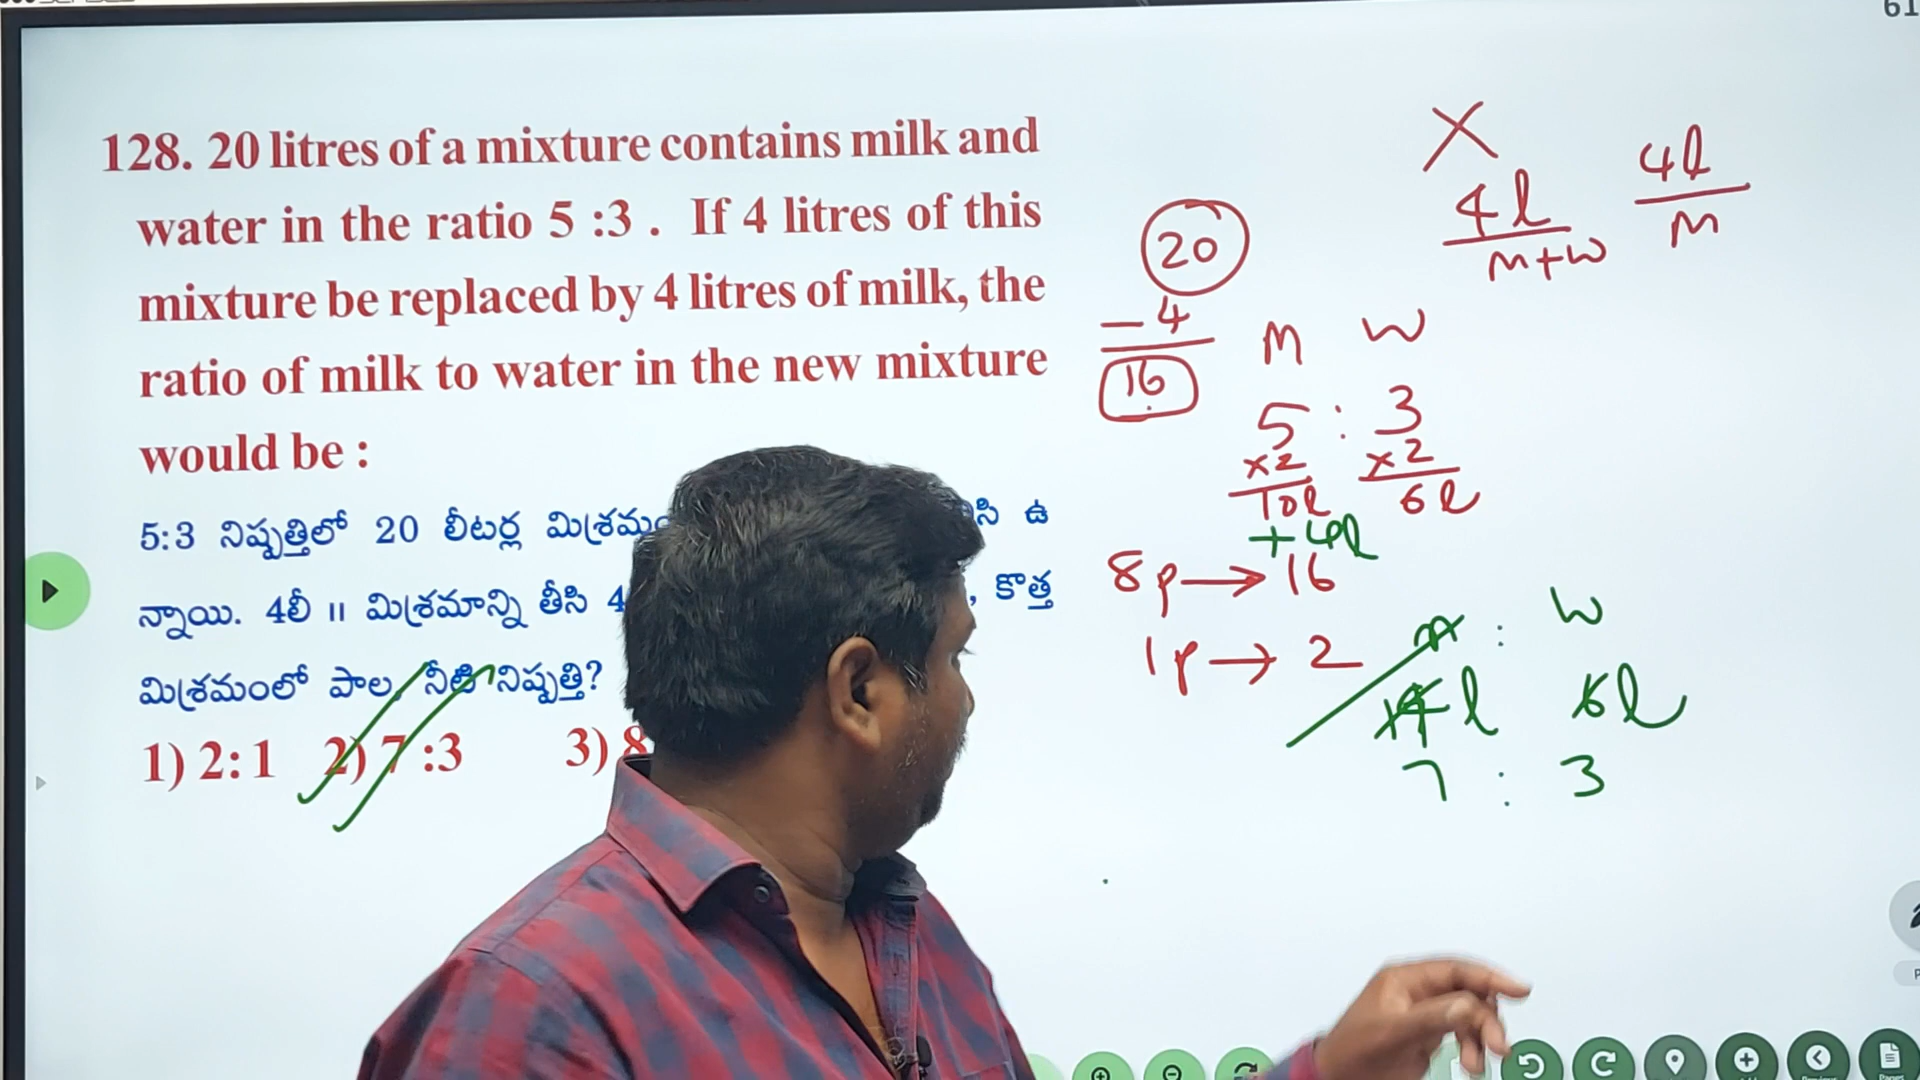 61
128. 20 litres of a mixture contains milk and
water in the ratio 5 :3 . If 4 litres of this
mixture be replaced by 4 litres of milk, the
ratio of milk to water in the new mixture
would be :
5:3 నిష్పత్తిలో 20 లీటర్ల
సి ఉ
న్నాయి. 4లీ ॥ మిశ్రమాన్ని తీసి 4
, కొత్త
మిశ్రమంలో పాల, నీటి నిష్పత్తి?
1) 2:1 2) 7 :3 3) 8
X
4l
m+w
4l
m
20
-4
16
m w
5 : 3
x2 x2
10l 6l
+4l
8p→16
1p→2
m : w
14l 6l
7 : 3